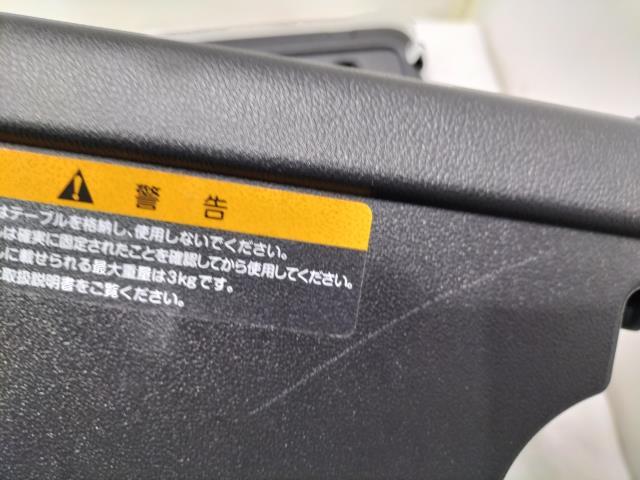 警告
はテーブルを格納し、使用しないでください。
ルは確実に固定されたことを確認してから使用してください。
ルに載せられる最大重量は3kgです。
取扱説明書をご覧ください。